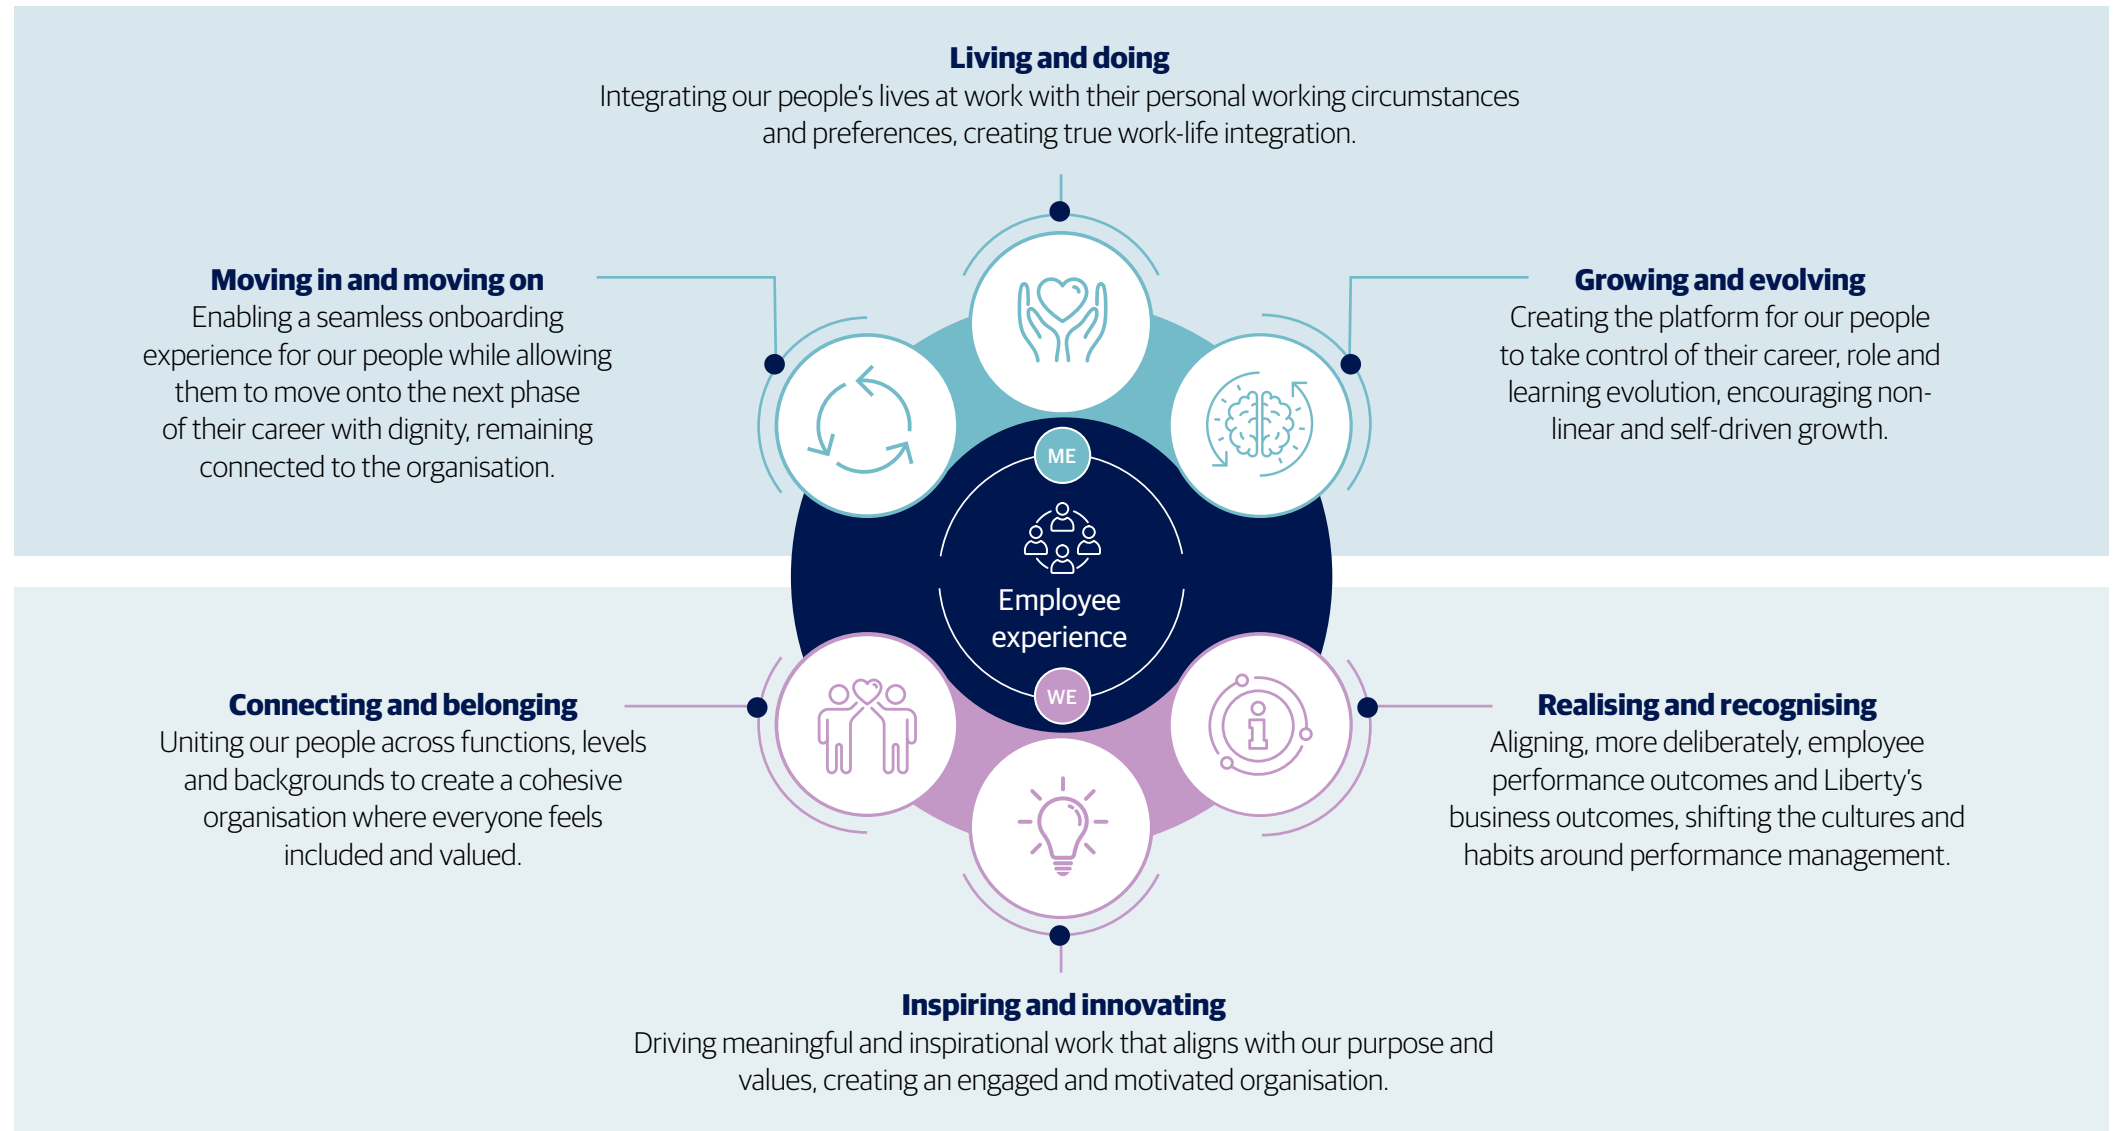 Living and doing
Integrating our people's lives at work with their personal working circumstances
and preferences, creating true work-life integration.
Moving in and moving on
Enabling a seamless onboarding
experience for our people while allowing
them to move onto the next phase
of their career with dignity, remaining
connected to the organisation.
Growing and evolving
Creating the platform for our people
to take control of their career, role and
learning evolution, encouraging non-
linear and self-driven growth.
ME
Employee
experience
WE
Connecting and belonging
Uniting our people across functions, levels
and backgrounds to create a cohesive
organisation where everyone feels
included and valued.
Realising and recognising
Aligning, more deliberately, employee
performance outcomes and Liberty's
business outcomes, shifting the cultures and
habits around performance management.
Inspiring and innovating
Driving meaningful and inspirational work that aligns with our purpose and
values, creating an engaged and motivated organisation.